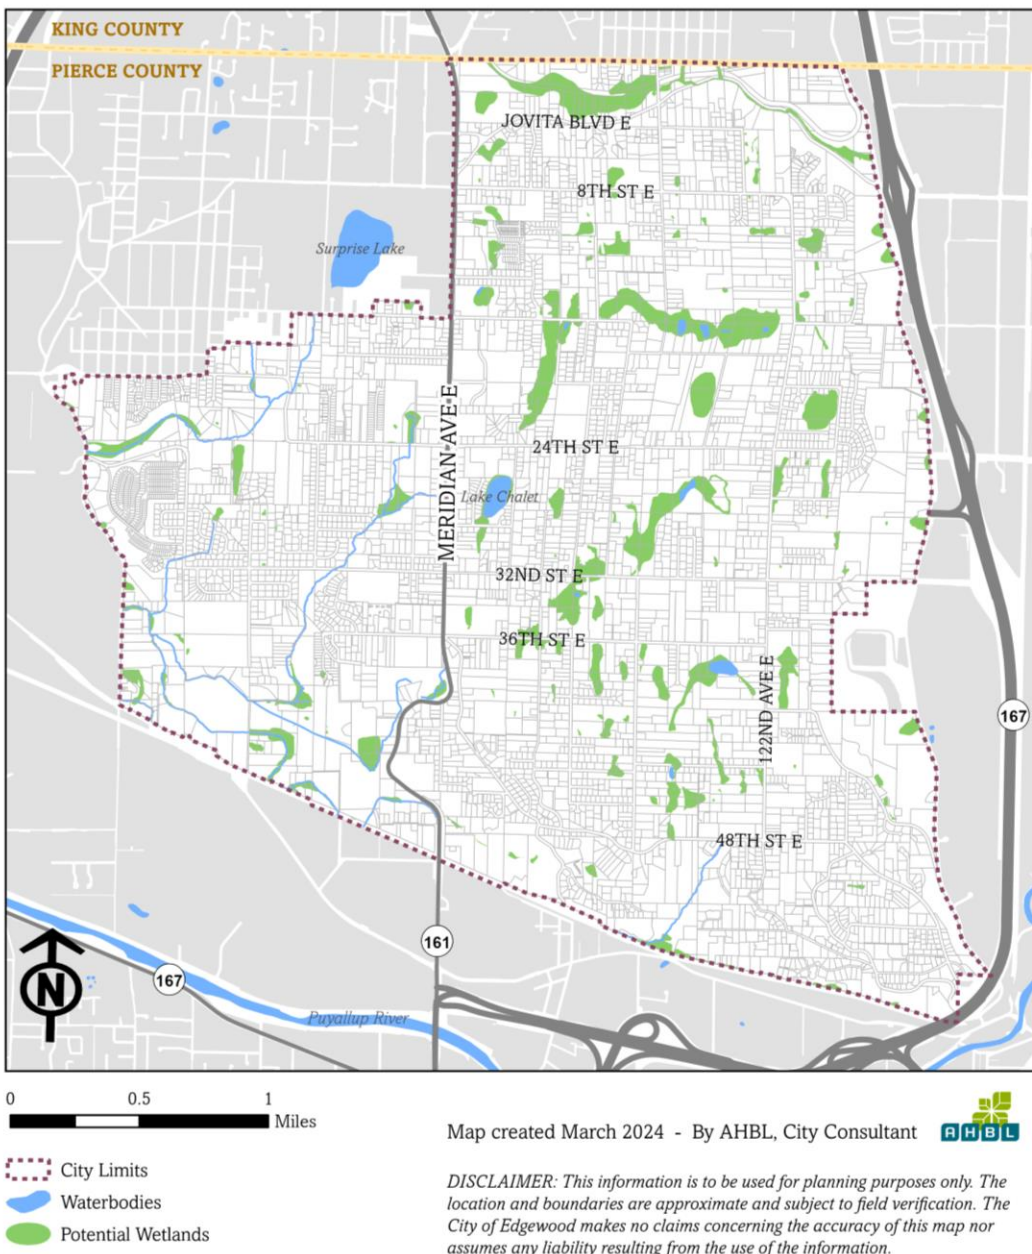 KING COUNTY
PIERCE COUNTY
JOVITA BLVD E
8TH ST E
Surprise Lake
MERIDIAN AVE E
24TH ST E
Lake Chalet
32ND ST E
36TH ST E
122ND AVE E
167
48TH ST E
161
N
167
Puyallup River
0 0.5 1
Miles
Map created March 2024 - By AHBL, City Consultant
AHBL
City Limits
Waterbodies
Potential Wetlands
DISCLAIMER: This information is to be used for planning purposes only. The
location and boundaries are approximate and subject to field verification. The
City of Edgewood makes no claims concerning the accuracy of this map nor
assumes any liability resulting from the use of the information.